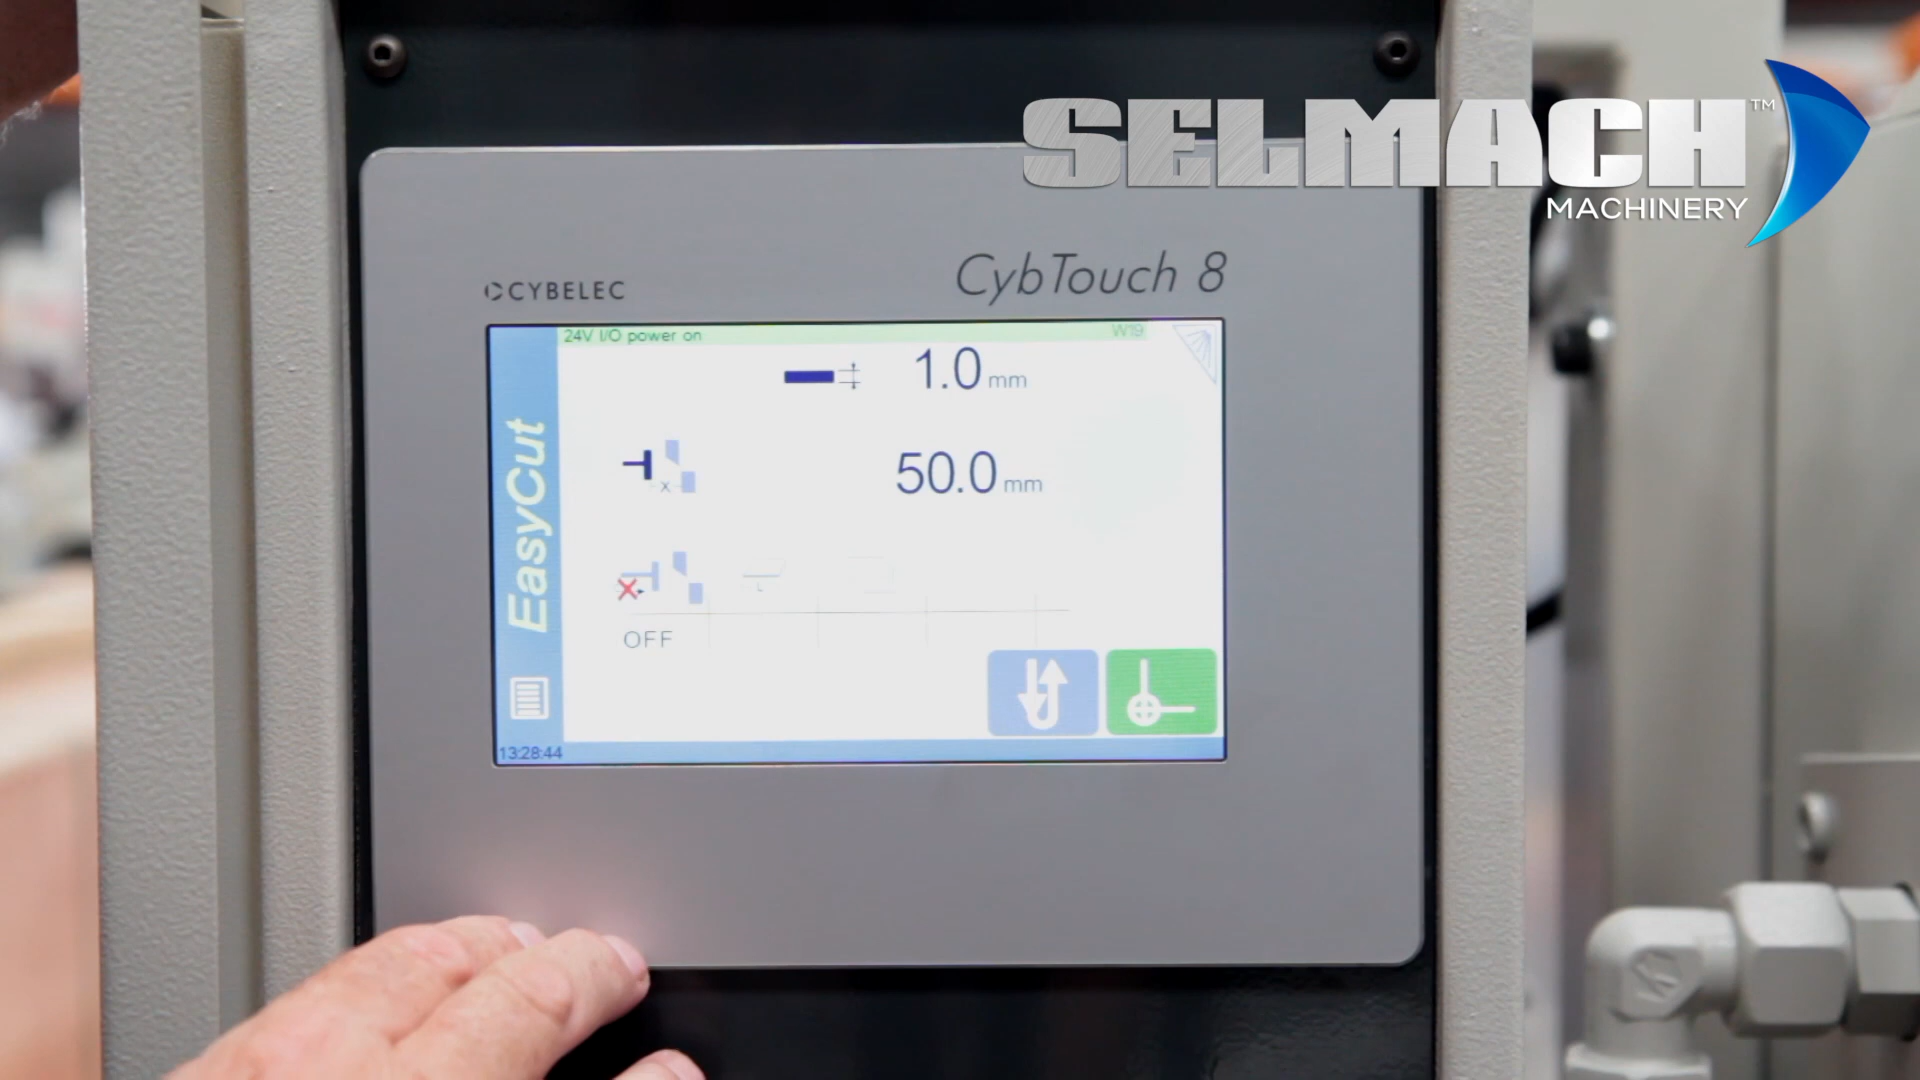 SELMACH™
MACHINERY
CYBELEC
CybTouch 8
24V I/O power on
W19
1.0 mm
EasyCut
x
50.0 mm
L
OFF
13:28:44